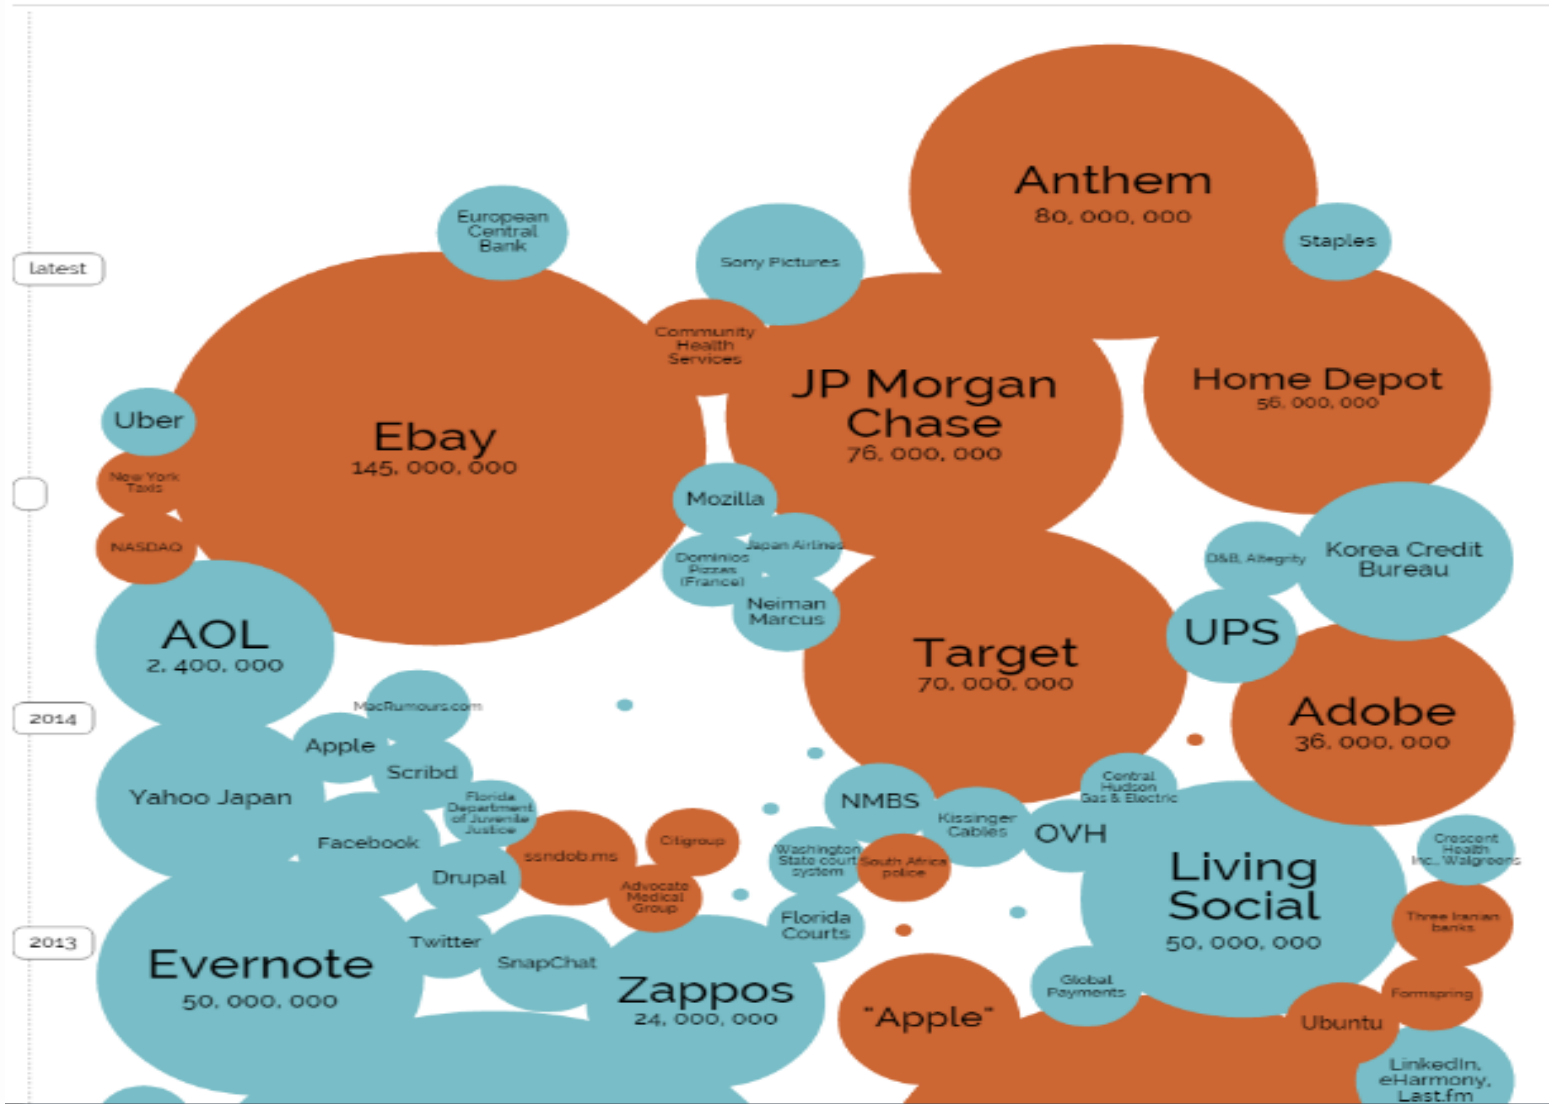 Anthem
80, 000, 000
European
Central
Bank
Staples
Sony Pictures
latest
Community
Health
Services
JP Morgan
Chase
76, 000, 000
Home Depot
56, 000, 000
Uber
Ebay
145, 000, 000
New York
Taxis
Mozilla
NASDAQ
Japan Airlines
Dominios
Pizzas
(France)
D&B, Altegrity
Korea Credit
Bureau
Neiman
Marcus
AOL
2, 400, 000
UPS
Target
70, 000, 000
2014
MacRumours.com
Apple
Scribd
Adobe
36, 000, 000
Yahoo Japan
Florida
Department
of Juvenile
Justice
NMBS
Central
Hudson
Gas & Electric
Kissinger
Cables
OVH
Facebook
ssndob.ms
Citigroup
Washington
State court
system
South Africa
police
Crescent
Health
Inc., Walgreens
Drupal
Advocate
Medical
Group
Living
Social
50, 000, 000
2013
Twitter
Florida
Courts
Three Iranian
banks
Evernote
50, 000, 000
SnapChat
Zappos
24, 000, 000
"Apple"
Global
Payments
Formspring
Ubuntu
LinkedIn,
eHarmony,
Last.fm